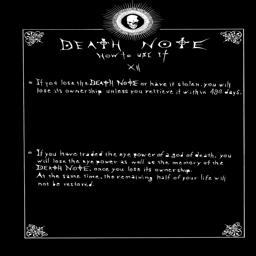 DEATH NOTE
HOW TO USE IT
XII
If you lose the DEATH NOTE or have it stolen, you will
lose its ownership unless you retrieve it within 490 days.
If you have traded the eye power of a god of death, you
will lose the eye power as well as the memory of the
DEATH NOTE, once you lose its ownership.
At the same time, the remaining half of your life will
not be restored.